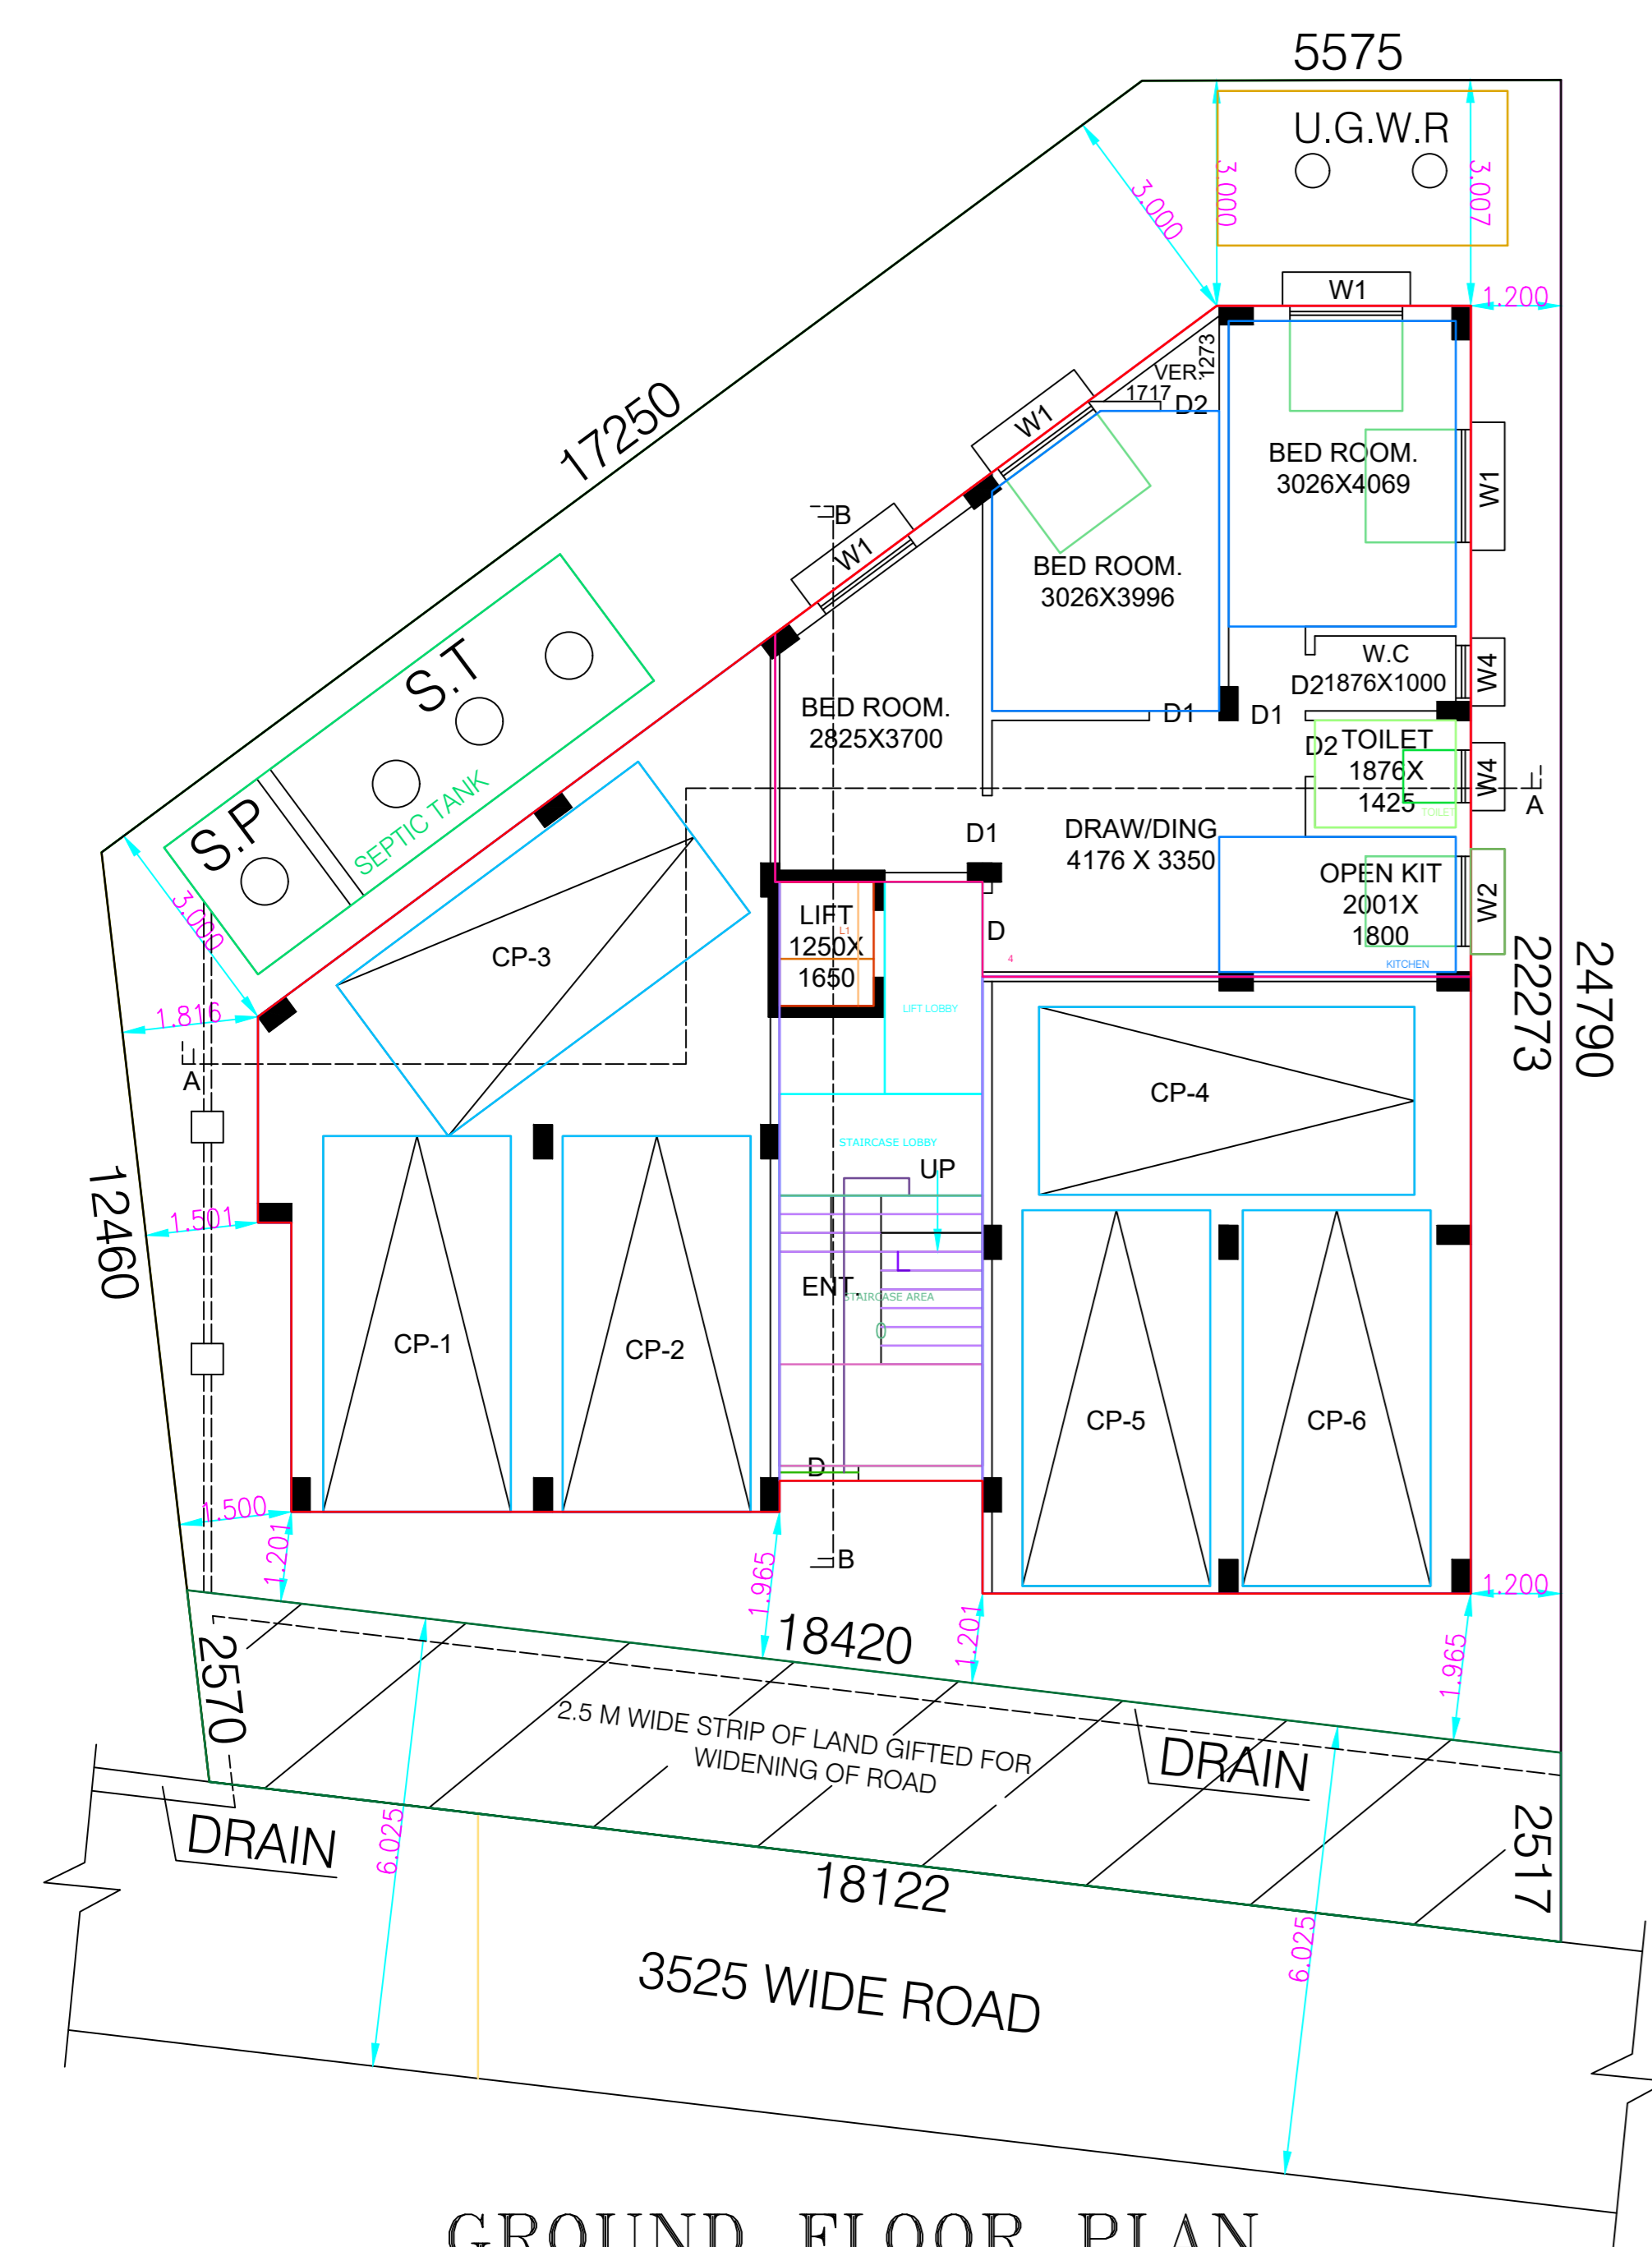 5575
U.G.W.R
3.000
3.000
3.007
W1
1.200
1273
VER.
1717
D2
W1
17250
BED ROOM.
3026X4069
W1
B
W1
BED ROOM.
3026X3996
S.T
W.C
1876X1000
D2
W4
BED ROOM.
2825X3700
D1
D1
D2
TOILET
1876X
1425
TOILET
W4
A
S.P
SEPTIC TANK
D1
DRAW/DING
4176 X 3350
OPEN KIT
2001X
1800
KITCHEN
W2
3.000
LIFT
1250X
1650
L1
D
4
CP-3
LIFT LOBBY
22273
24790
1.816
A
CP-4
STAIRCASE LOBBY
UP
12460
1.501
ENT.
STAIRCASE AREA
0
CP-1
CP-2
CP-5
CP-6
D
1.500
1.201
B
1.965
18420
1.201
1.200
1.965
2570
2.5 M WIDE STRIP OF LAND GIFTED FOR
WIDENING OF ROAD
DRAIN
DRAIN
6.025
18122
2517
6.025
3525 WIDE ROAD
GROUND FLOOR PLAN